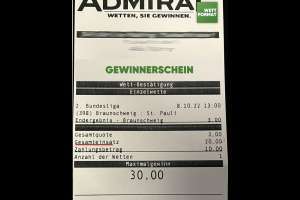 ADMIRAL
WETTEN, SIE GEWINNEN.
WETT
FORMAT
GEWINNERSCHEIN
Wett-Bestätigung
Einzelwette
2. Bundesliga 8.10.22 13:00
(398) Braunschweig : St. Pauli
Endergebnis - Braunschweig 3,00
Gesamtquote 3,00
Gesamteinsatz 10.00
Zahlungsbetrag 10.00
Anzahl der Wetten 1
Maximalgewinn
30.00